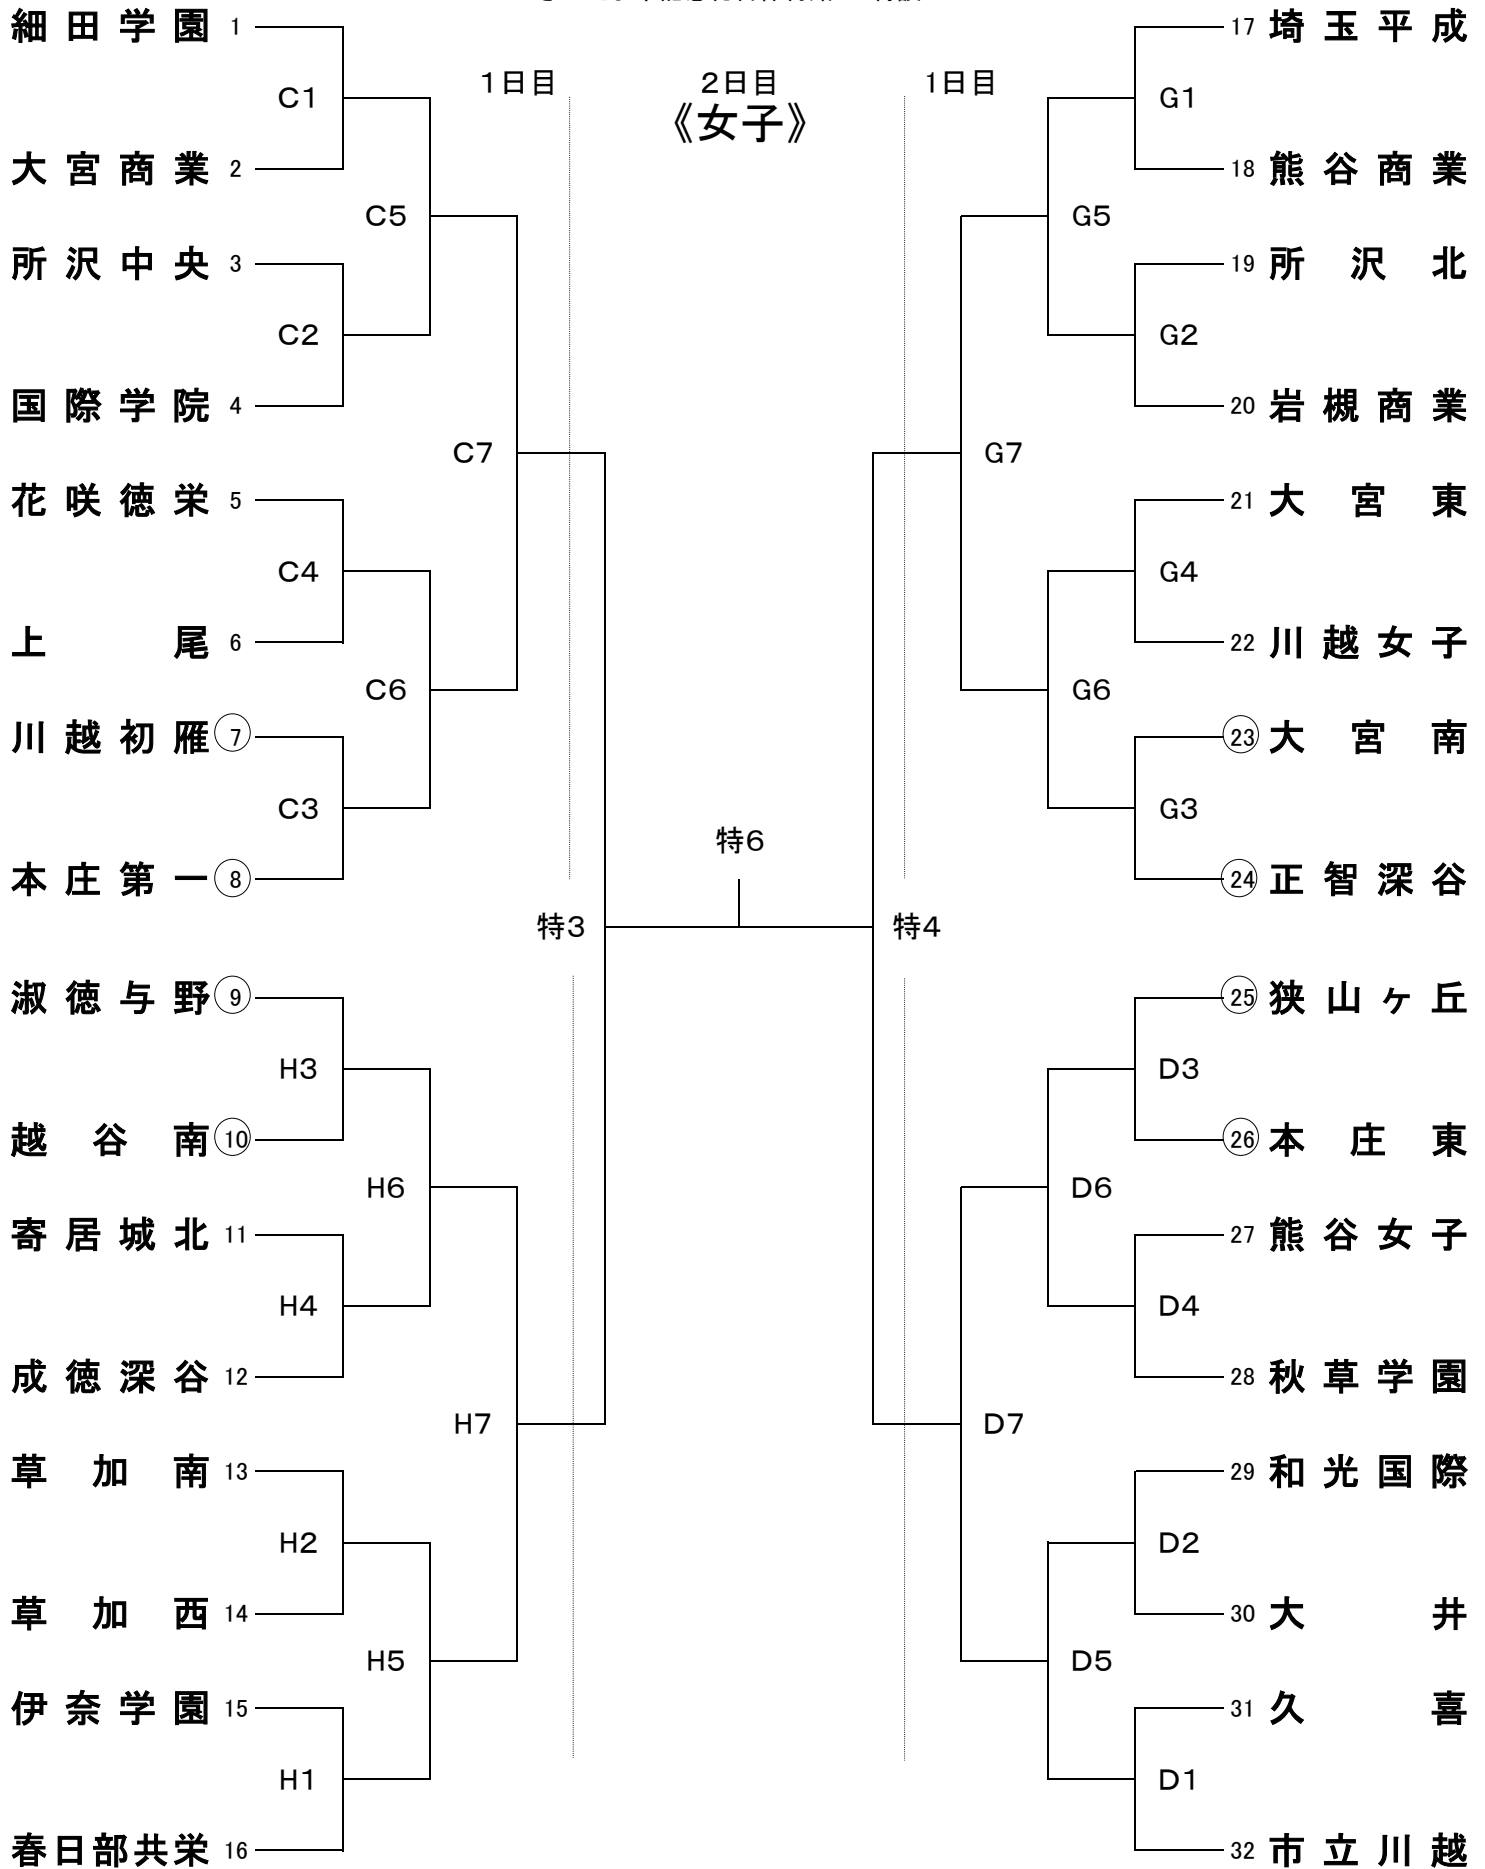 細田学園 1
17 埼玉平成
1日目 2日目 1日目
《女子》
C1
G1
大宮商業 2
18 熊谷商業
C5
G5
所沢中央 3
19 所沢北
C2
G2
国際学院 4
20 岩槻商業
C7
G7
花咲徳栄 5
21 大宮東
C4
G4
上尾 6
22 川越女子
C6
G6
川越初雁 7
23 大宮南
C3
G3
特6
本庄第一 8
24 正智深谷
特3
特4
淑徳与野 9
25 狭山ヶ丘
H3
D3
越谷南 10
26 本庄東
H6
D6
寄居城北 11
27 熊谷女子
H4
D4
成徳深谷 12
28 秋草学園
H7
D7
草加南 13
29 和光国際
H2
D2
草加西 14
30 大井
H5
D5
伊奈学園 15
31 久喜
H1
D1
春日部共栄 16
32 市立川越